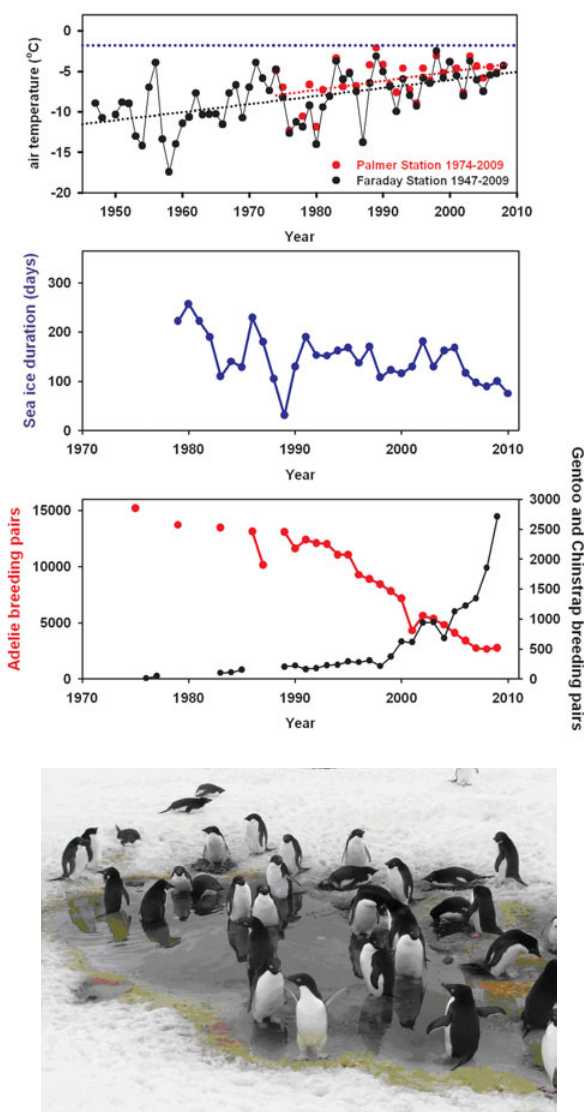 0
-5
-10
-15
-20
air temperature (°C)
Palmer Station 1974-2009
Faraday Station 1947-2009
1950 1960 1970 1980 1990 2000 2010
Year
300
200
100
0
Sea ice duration (days)
1970 1980 1990 2000 2010
Year
15000
10000
5000
0
Adelie breeding pairs
3000
2500
2000
1500
1000
500
0
Gentoo and Chinstrap breeding pairs
1970 1980 1990 2000 2010
Year